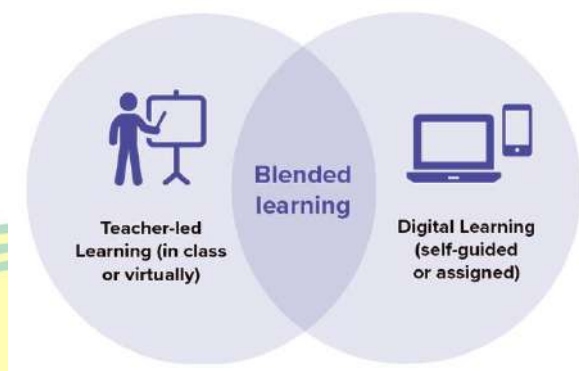 Blended
learning
Teacher-led
Learning (in class
or virtually)
Digital Learning
(self-guided
or assigned)